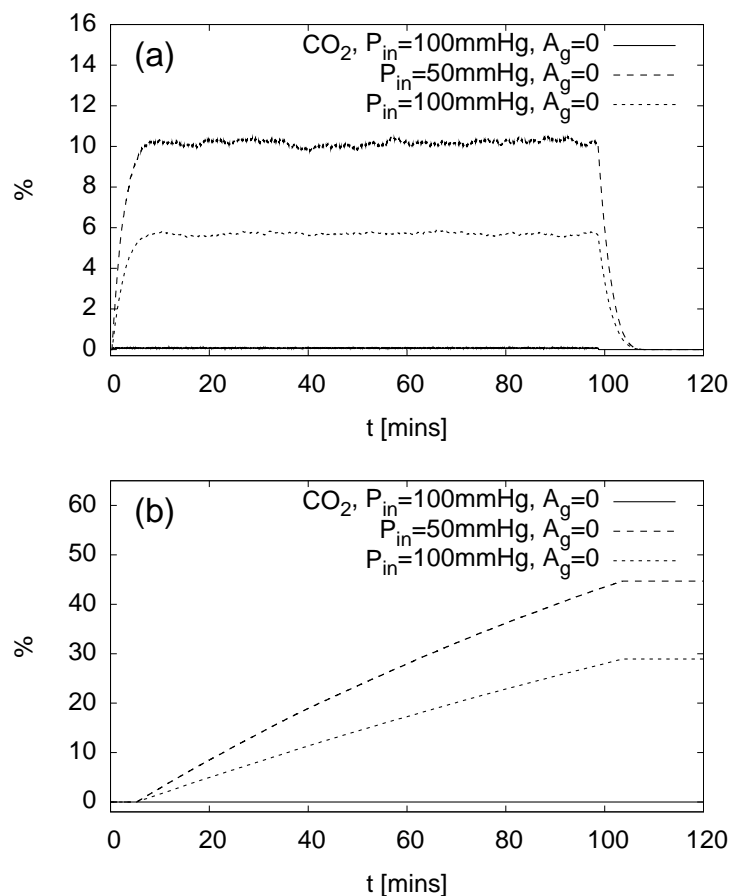 (a)
CO2, Pin=100mmHg, Ag=0
Pin=50mmHg, Ag=0
Pin=100mmHg, Ag=0
16
14
12
10
8
6
4
2
0
%
0 20 40 60 80 100 120
t [mins]
(b)
CO2, Pin=100mmHg, Ag=0
Pin=50mmHg, Ag=0
Pin=100mmHg, Ag=0
60
50
40
30
20
10
0
%
0 20 40 60 80 100 120
t [mins]